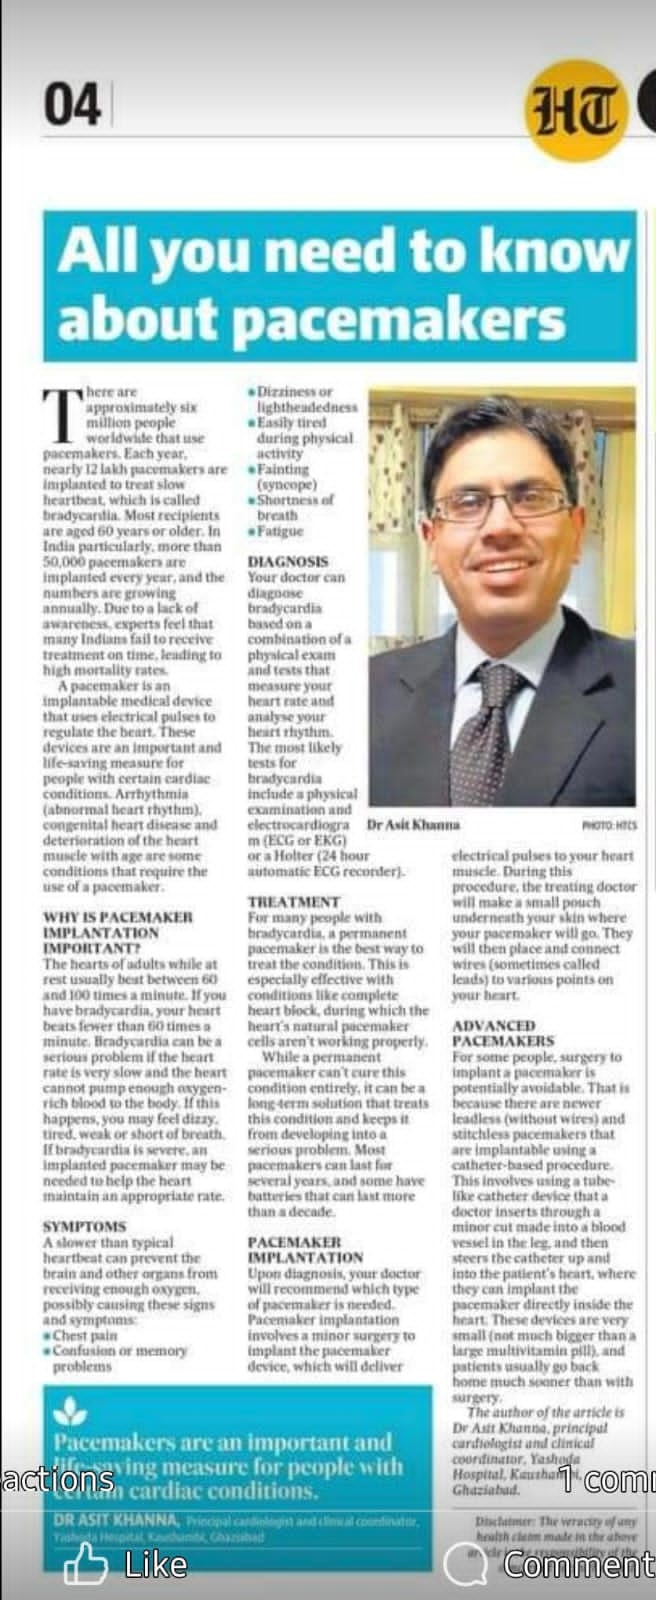 04
HT
All you need to know
about pacemakers
There are
approximately six
million people
worldwide that use
pacemakers. Each year,
nearly 12 lakh pacemakers are
implanted to treat slow
heartbeat, which is called
bradycardia. Most recipients
are aged 60 years or older. In
India particularly, more than
50,000 pacemakers are
implanted every year, and the
numbers are growing
annually. Due to a lack of
awareness, experts feel that
many Indians fail to receive
treatment on time, leading to
high mortality rates.
A pacemaker is an
implantable medical device
that uses electrical pulses to
regulate the heart. These
devices are an important and
life-saving measure for
people with certain cardiac
conditions. Arrhythmia
(abnormal heart rhythm),
congenital heart disease and
deterioration of the heart
muscle with age are some
conditions that require the
use of a pacemaker.
WHY IS PACEMAKER
IMPLANTATION
IMPORTANT?
The hearts of adults while at
rest usually beat between 60
and 100 times a minute. If you
have bradycardia, your heart
beats fewer than 60 times a
minute. Bradycardia can be a
serious problem if the heart
rate is very slow and the heart
cannot pump enough oxygen-
rich blood to the body. If this
happens, you may feel dizzy,
tired, weak or short of breath.
If bradycardia is severe, an
implanted pacemaker may be
needed to help the heart
maintain an appropriate rate.
SYMPTOMS
A slower than typical
heartbeat can prevent the
brain and other organs from
receiving enough oxygen,
possibly causing these signs
and symptoms:
• Chest pain
• Confusion or memory
problems
• Dizziness or
lightheadedness
• Easily tired
during physical
activity
• Fainting
(syncope)
• Shortness of
breath
• Fatigue
DIAGNOSIS
Your doctor can
diagnose
bradycardia
based on a
combination of a
physical exam
and tests that
measure your
heart rate and
analyse your
heart rhythm.
The most likely
tests for
bradycardia
include a physical
examination and
electrocardiogra
m (ECG or EKG)
or a Holter (24 hour
automatic ECG recorder).
TREATMENT
For many people with
bradycardia, a permanent
pacemaker is the best way to
treat the condition. This is
especially effective with
conditions like complete
heart block, during which the
heart's natural pacemaker
cells aren't working properly.
While a permanent
pacemaker can't cure this
condition entirely, it can be a
long-term solution that treats
this condition and keeps it
from developing into a
serious problem. Most
pacemakers can last for
several years, and some have
batteries that can last more
than a decade.
PACEMAKER
IMPLANTATION
Upon diagnosis, your doctor
will recommend which type
of pacemaker is needed.
Pacemaker implantation
involves a minor surgery to
implant the pacemaker
device, which will deliver
Dr Asit Khanna
PHOTO: HTCS
electrical pulses to your heart
muscle. During this
procedure, the treating doctor
will make a small pouch
underneath your skin where
your pacemaker will go. They
will then place and connect
wires (sometimes called
leads) to various points on
your heart.
ADVANCED
PACEMAKERS
For some people, surgery to
implant a pacemaker is
potentially avoidable. That is
because there are newer
leadless (without wires) and
stitchless pacemakers that
are implantable using a
catheter-based procedure.
This involves using a tube-
like catheter device that a
doctor inserts through a
minor cut made into a blood
vessel in the leg, and then
steers the catheter up and
into the patient's heart, where
they can implant the
pacemaker directly inside the
heart. These devices are very
small (not much bigger than a
large multivitamin pill), and
patients usually go back
home much sooner than with
surgery.
The author of the article is
Dr Asit Khanna, principal
cardiologist and clinical
coordinator, Yashoda
Hospital, Kaushambi,
Ghaziabad.
Disclaimer: The veracity of any
health claim made in the above
article is the responsibility of the
Pacemakers are an important and
life-saving measure for people with
certain cardiac conditions.
DR ASIT KHANNA, Principal cardiologist and clinical coordinator,
Yashoda Hospital, Kaushambi, Ghaziabad
actions
1 com
Like
Comment